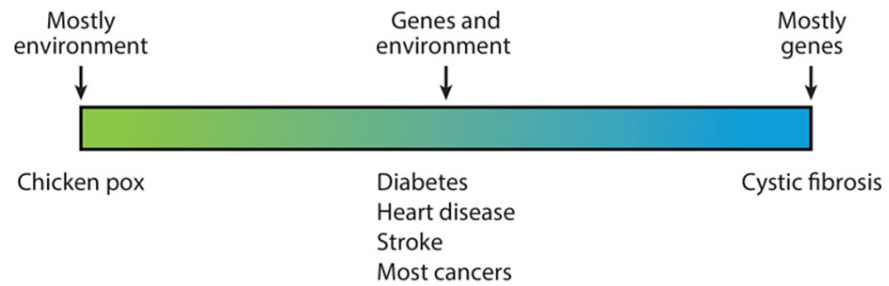 Mostly
environment
Genes and
environment
Mostly
genes
Chicken pox
Diabetes
Heart disease
Stroke
Most cancers
Cystic fibrosis